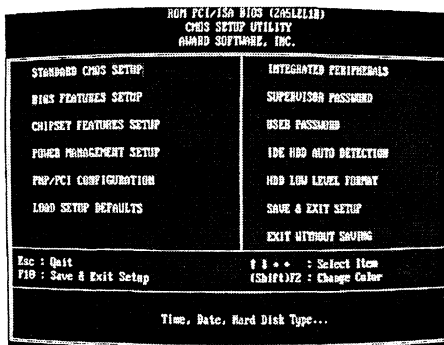 ROM PCI/ISA BIOS (2A5LEL1B)
CMOS SETUP UTILITY
AWARD SOFTWARE, INC.
STANDARD CMOS SETUP
BIOS FEATURES SETUP
CHIPSET FEATURES SETUP
POWER MANAGEMENT SETUP
PNP/PCI CONFIGURATION
LOAD SETUP DEFAULTS
INTEGRATED PERIPHERALS
SUPERVISOR PASSWORD
USER PASSWORD
IDE HDD AUTO DETECTION
HDD LOW LEVEL FORMAT
SAVE & EXIT SETUP
EXIT WITHOUT SAVING
Esc : Quit
F10 : Save & Exit Setup
↑ ↓ → ← : Select Item
(Shift)F2 : Change Color
Time, Date, Hard Disk Type...